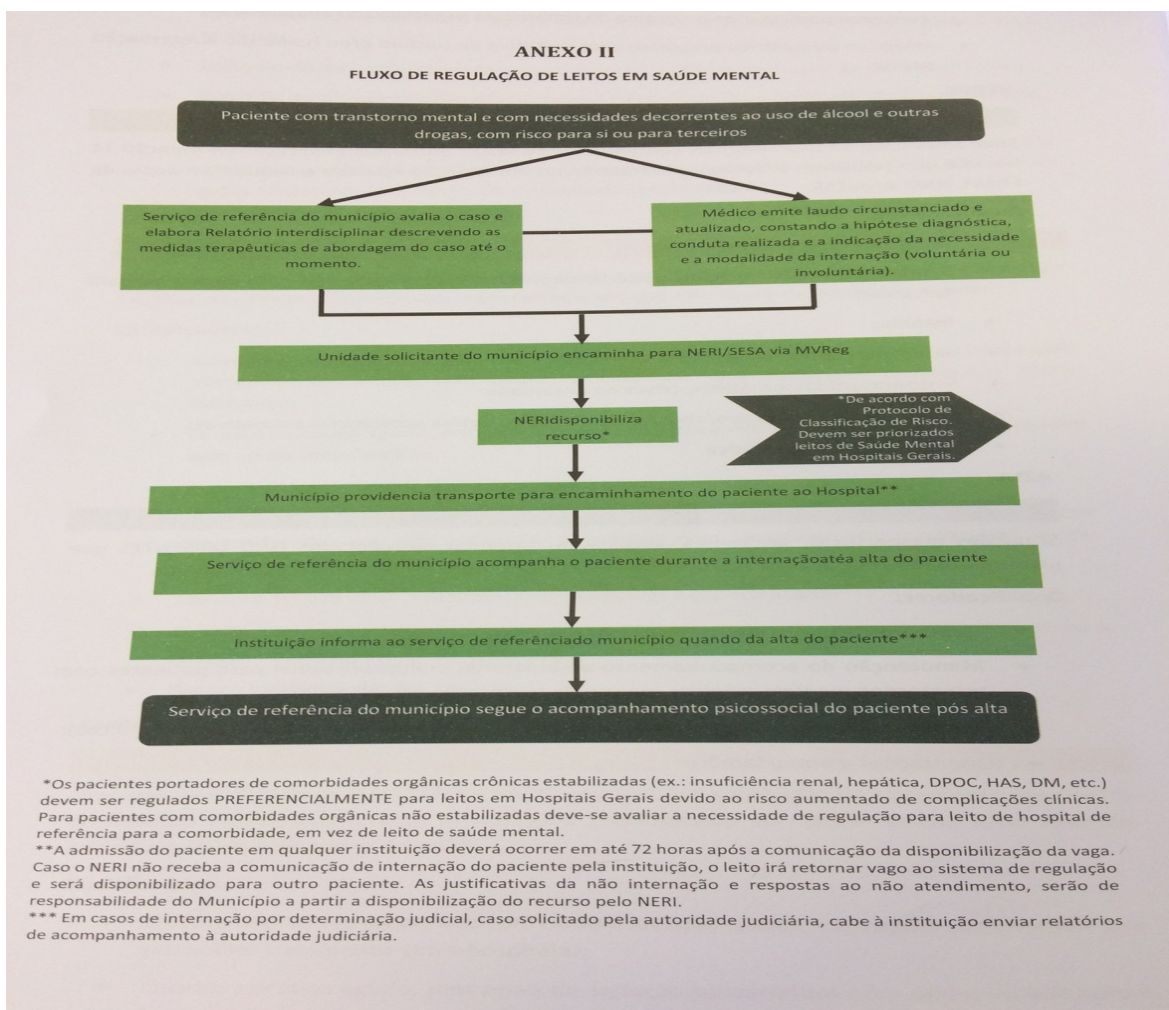 ANEXO II
FLUXO DE REGULAÇÃO DE LEITOS EM SAÚDE MENTAL
Paciente com transtorno mental e com necessidades decorrentes ao uso de álcool e outras
drogas, com risco para si ou para terceiros
Serviço de referência do município avalia o caso e
elabora Relatório interdisciplinar descrevendo as
medidas terapêuticas de abordagem do caso até o
momento.
Médico emite laudo circunstanciado e
atualizado, constando a hipótese diagnóstica,
conduta realizada e a indicação da necessidade
e a modalidade da internação (voluntária ou
involuntária).
Unidade solicitante do município encaminha para NERI/SESA via MVReg
NERIdisponibiliza
recurso*
*De acordo com
Protocolo de
Classificação de Risco.
Devem ser priorizados
leitos de Saúde Mental
em Hospitais Gerais.
Município providencia transporte para encaminhamento do paciente ao Hospital**
Serviço de referência do município acompanha o paciente durante a internaçãoatéa alta do paciente
Instituição informa ao serviço de referênciado município quando da alta do paciente***
Serviço de referência do município segue o acompanhamento psicossocial do paciente pós alta
*Os pacientes portadores de comorbidades orgânicas crônicas estabilizadas (ex.: insuficiência renal, hepática, DPOC, HAS, DM, etc.)
devem ser regulados PREFERENCIALMENTE para leitos em Hospitais Gerais devido ao risco aumentado de complicações clínicas.
Para pacientes com comorbidades orgânicas não estabilizadas deve-se avaliar a necessidade de regulação para leito de hospital de
referência para a comorbidade, em vez de leito de saúde mental.
**A admissão do paciente em qualquer instituição deverá ocorrer em até 72 horas após a comunicação da disponibilização da vaga.
Caso o NERI não receba a comunicação de internação do paciente pela instituição, o leito irá retornar vago ao sistema de regulação
e será disponibilizado para outro paciente. As justificativas da não internação e respostas ao não atendimento, serão de
responsabilidade do Município a partir a disponibilização do recurso pelo NERI.
*** Em casos de internação por determinação judicial, caso solicitado pela autoridade judiciária, cabe à instituição enviar relatórios
de acompanhamento à autoridade judiciária.